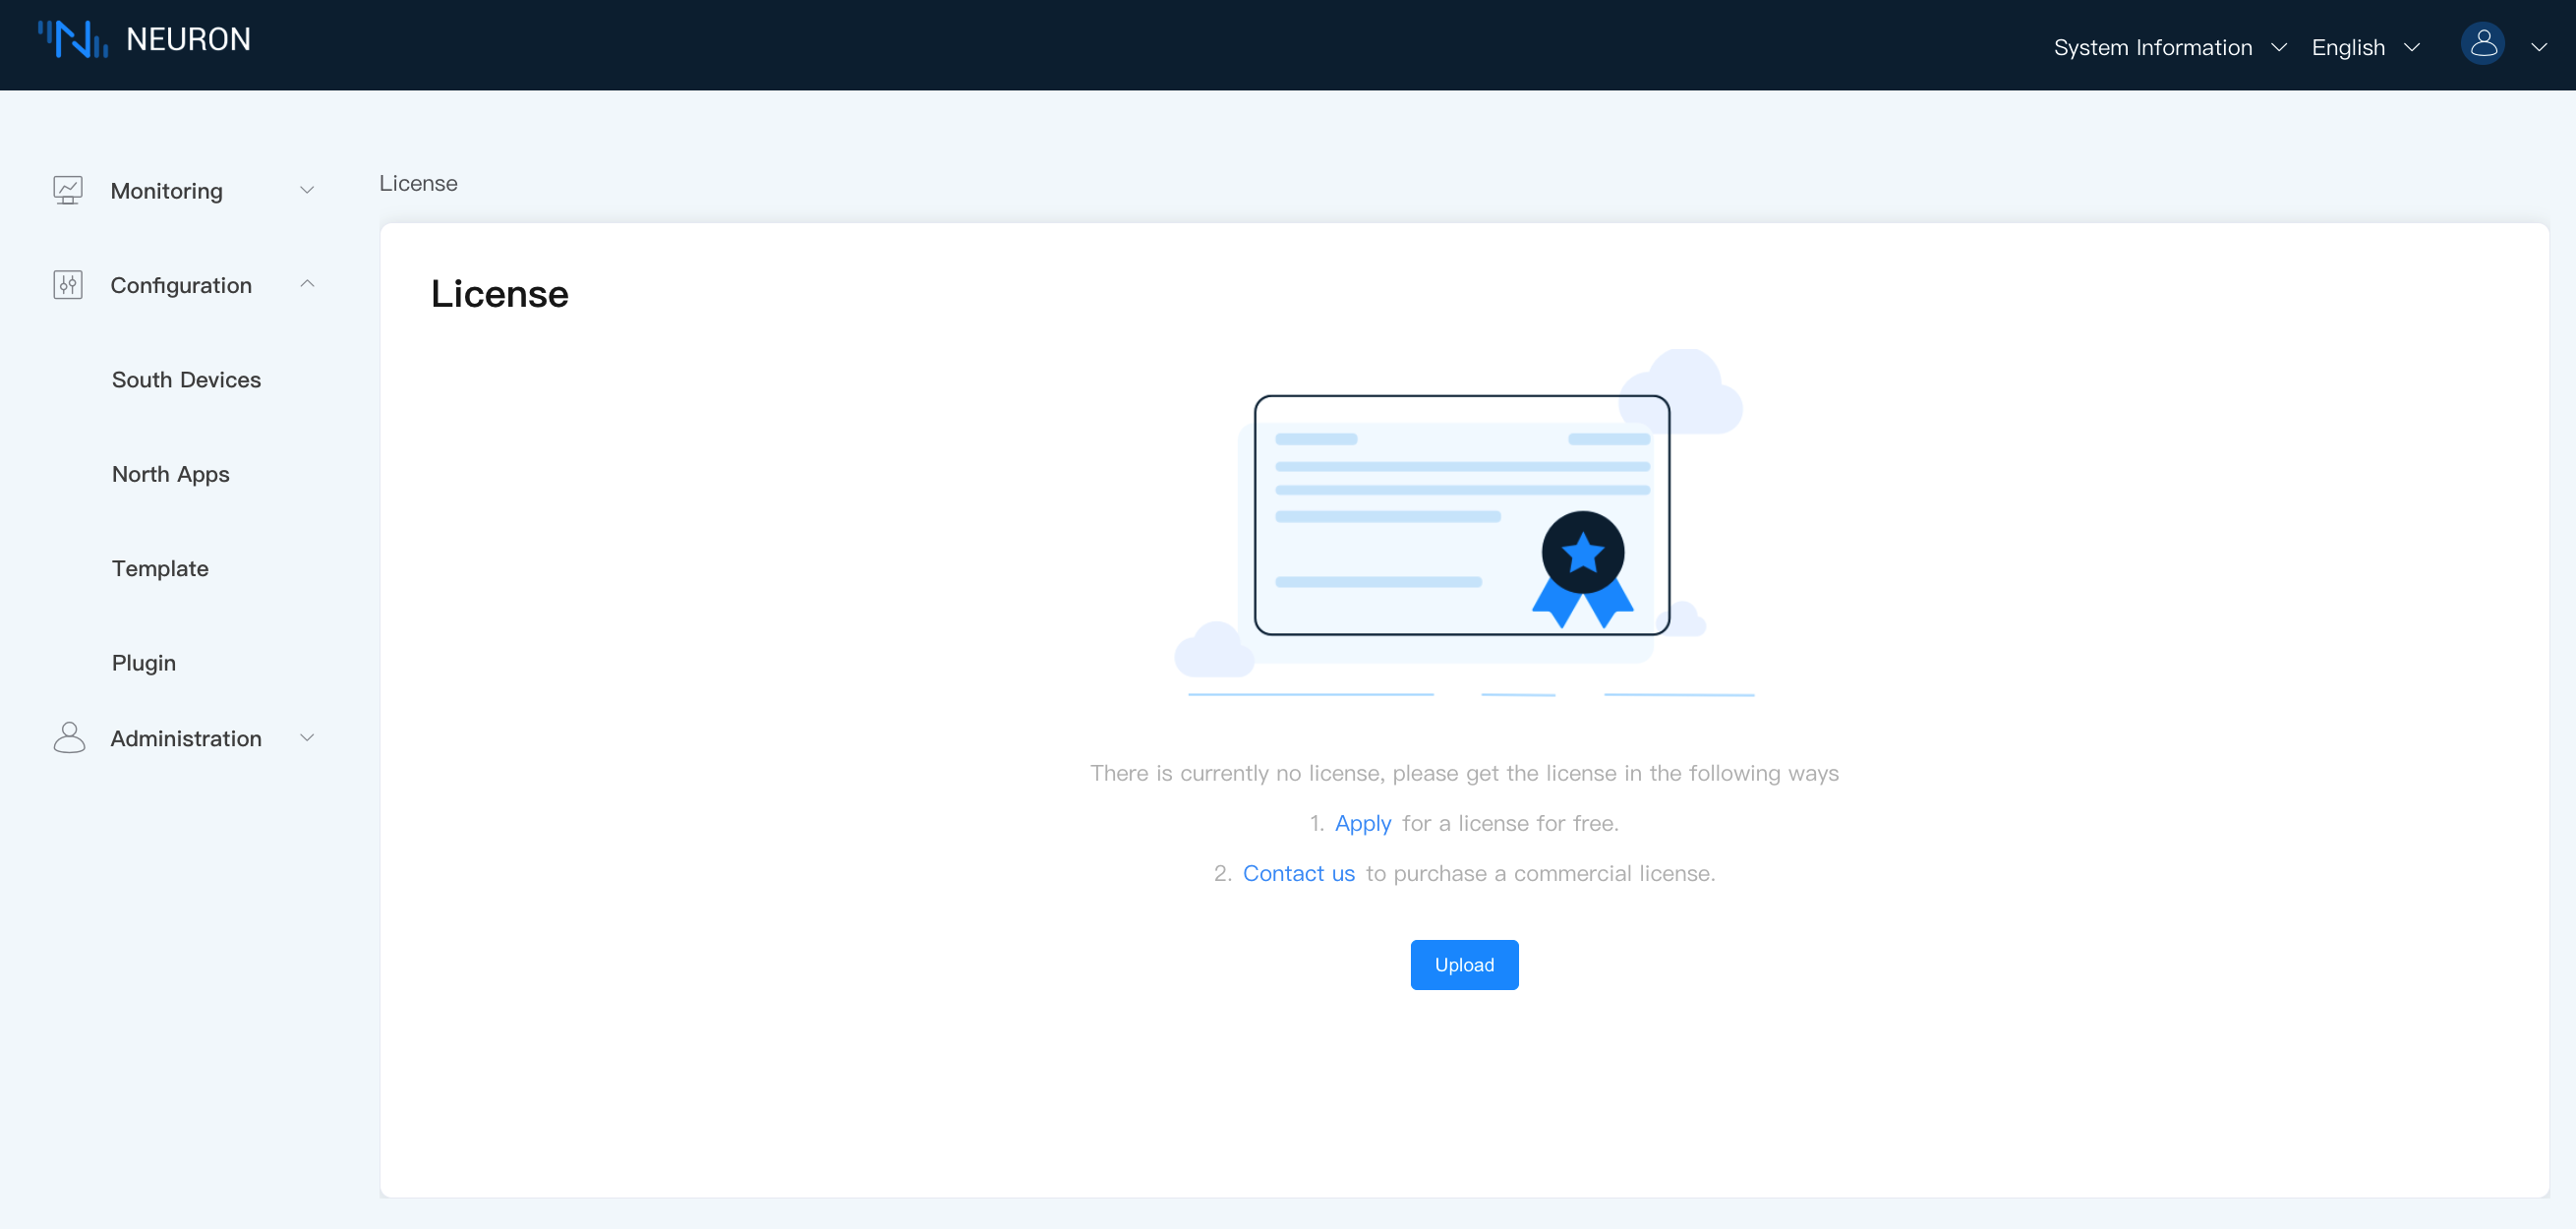 NEURON
System Information
English
Monitoring
Configuration
South Devices
North Apps
Template
Plugin
Administration
License
License
There is currently no license, please get the license in the following ways
1. Apply for a license for free.
2. Contact us to purchase a commercial license.
Upload